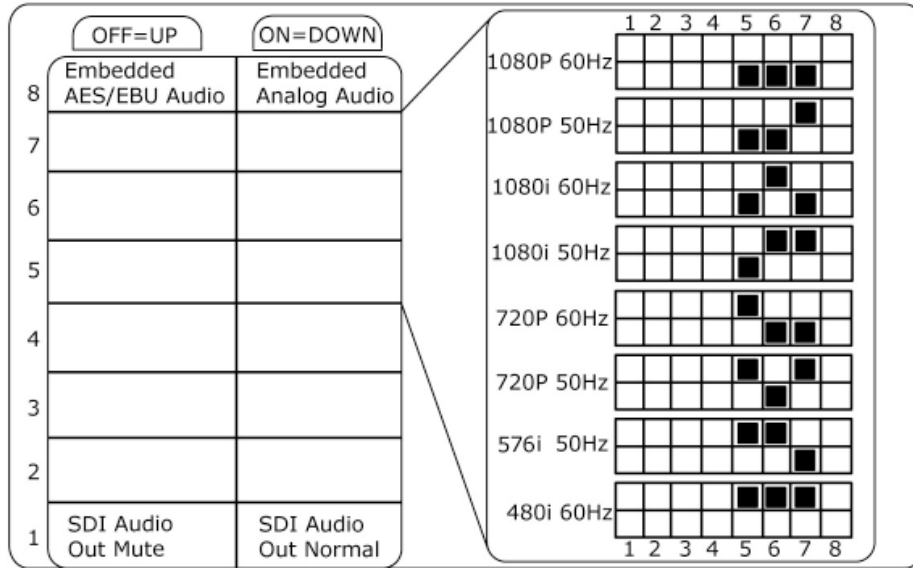 OFF=UP
ON=DOWN
8
Embedded
AES/EBU Audio
Embedded
Analog Audio
7
6
5
4
3
2
1
SDI Audio
Out Mute
SDI Audio
Out Normal
1 2 3 4 5 6 7 8
1080P 60Hz
1080P 50Hz
1080i 60Hz
1080i 50Hz
720P 60Hz
720P 50Hz
576i 50Hz
480i 60Hz
1 2 3 4 5 6 7 8